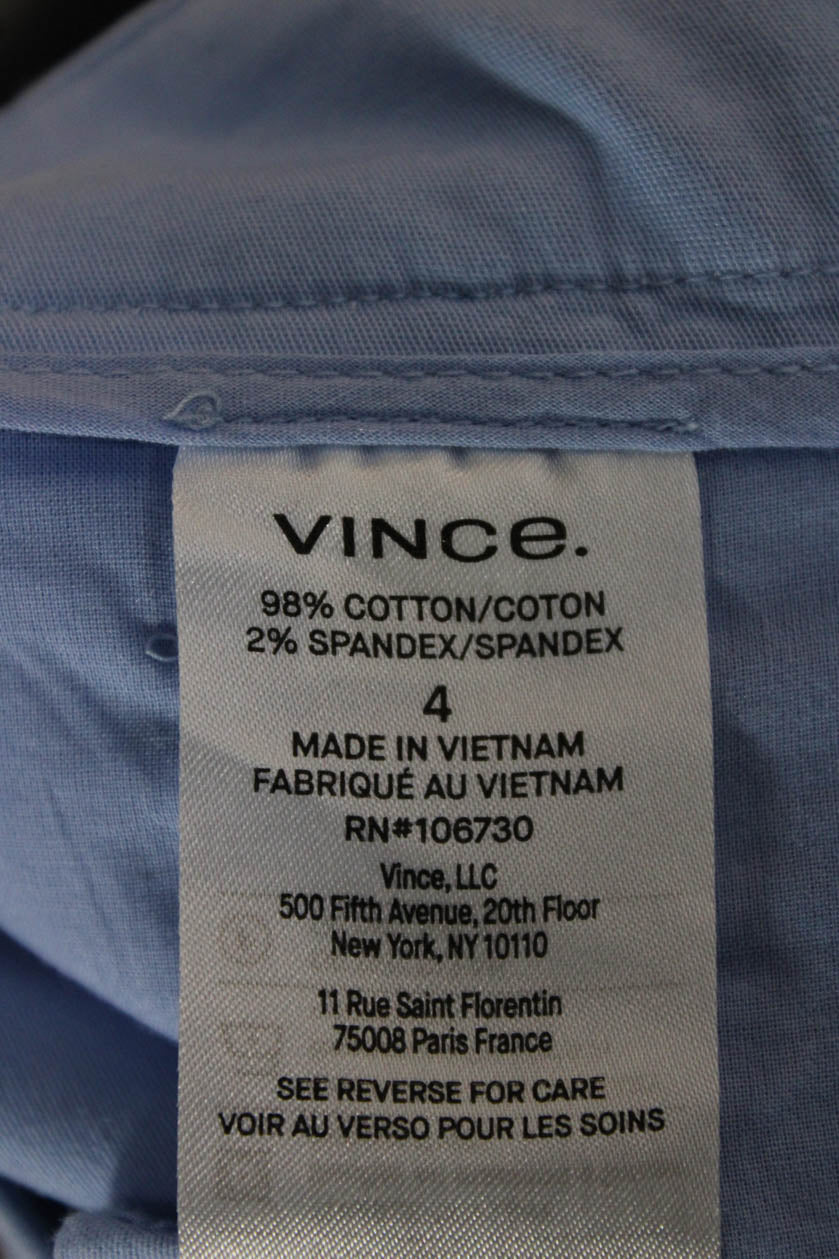 VINCe.
98% COTTON/COTON
2% SPANDEX/SPANDEX
4
MADE IN VIETNAM
FABRIQUÉ AU VIETNAM
RN#106730
Vince, LLC
500 Fifth Avenue, 20th Floor
New York, NY 10110
11 Rue Saint Florentin
75008 Paris France
SEE REVERSE FOR CARE
VOIR AU VERSO POUR LES SOINS